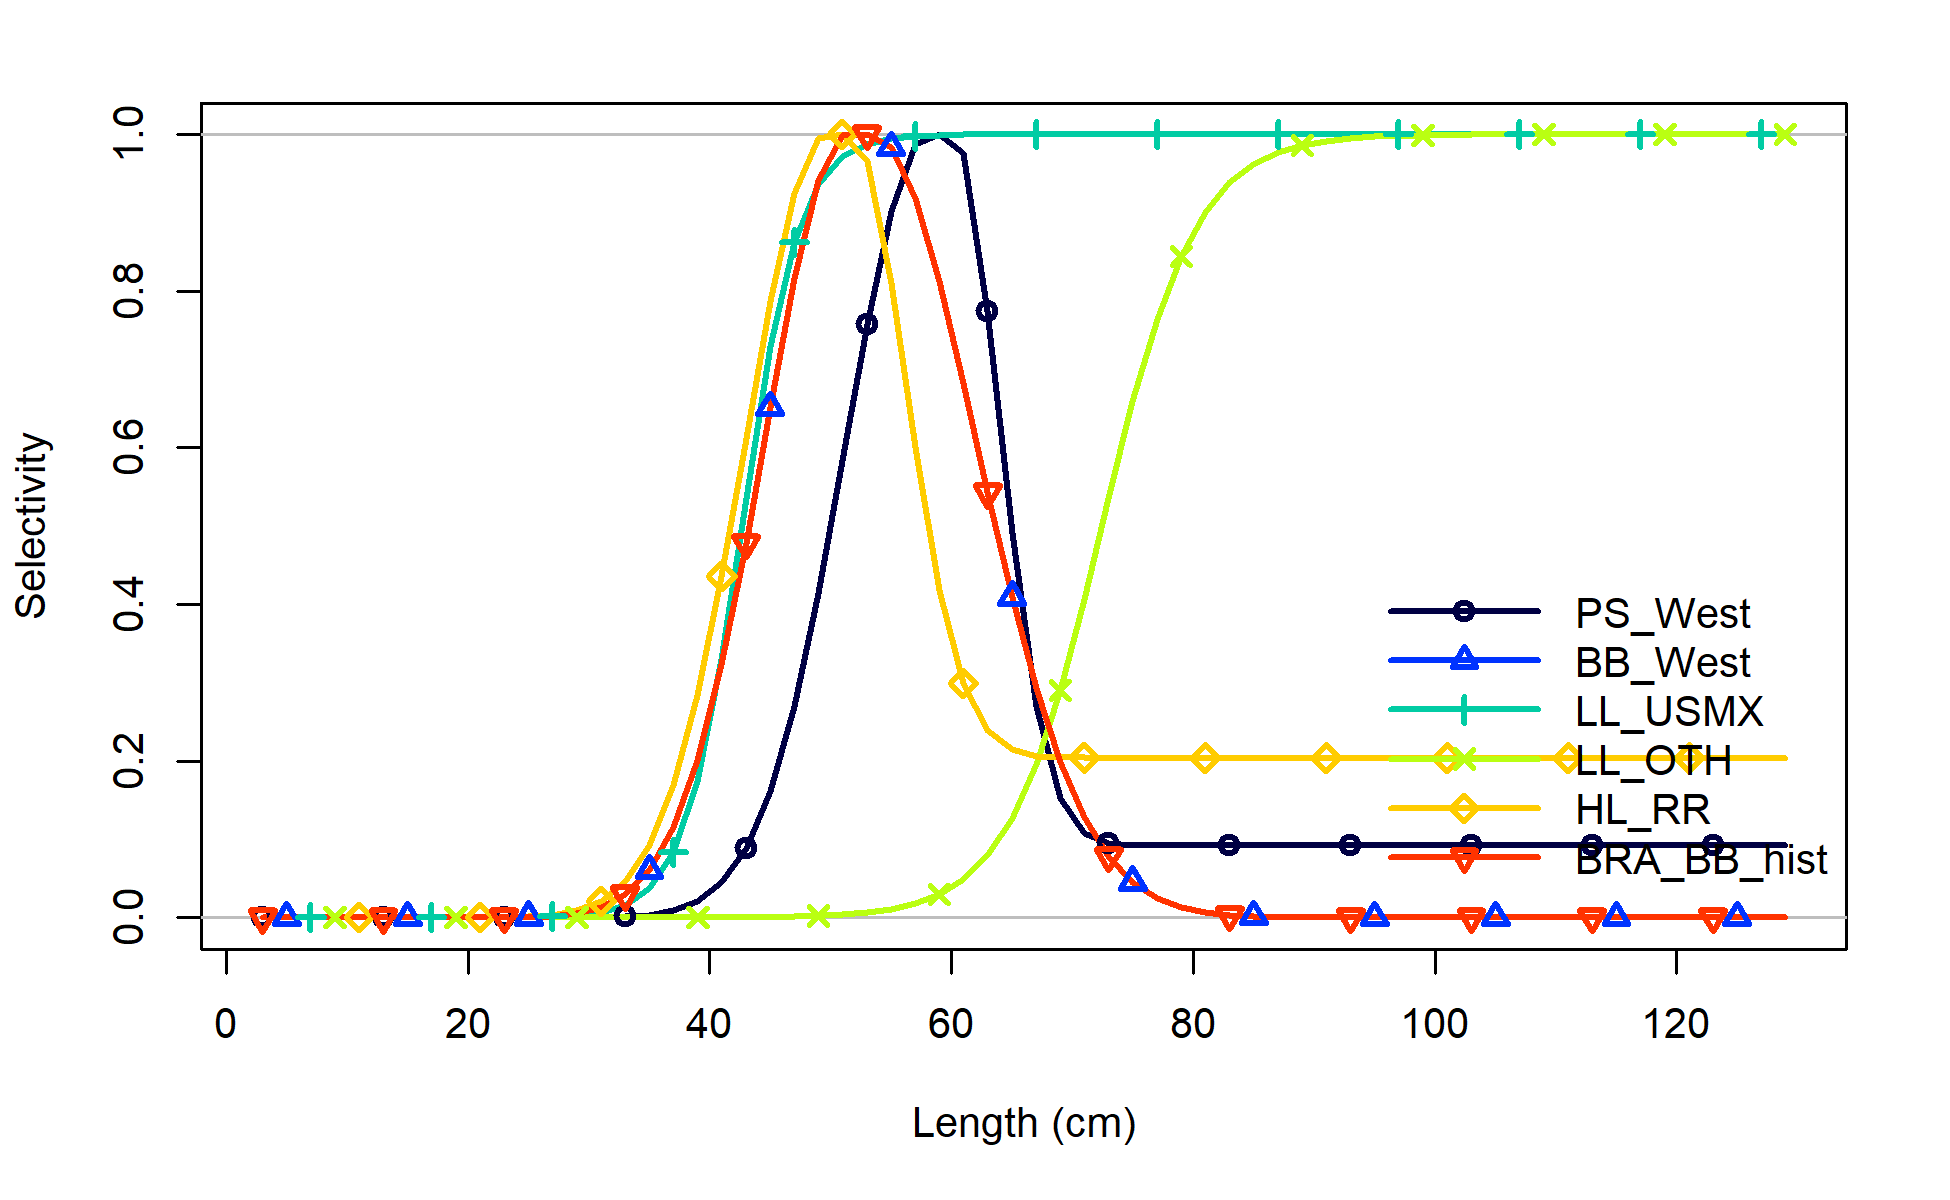 1.0
0.8
0.6
0.4
0.2
0.0
Selectivity
PS_West
BB_West
LL_USMX
LL_OTH
HL_RR
BRA_BB_hist
0 20 40 60 80 100 120
Length (cm)